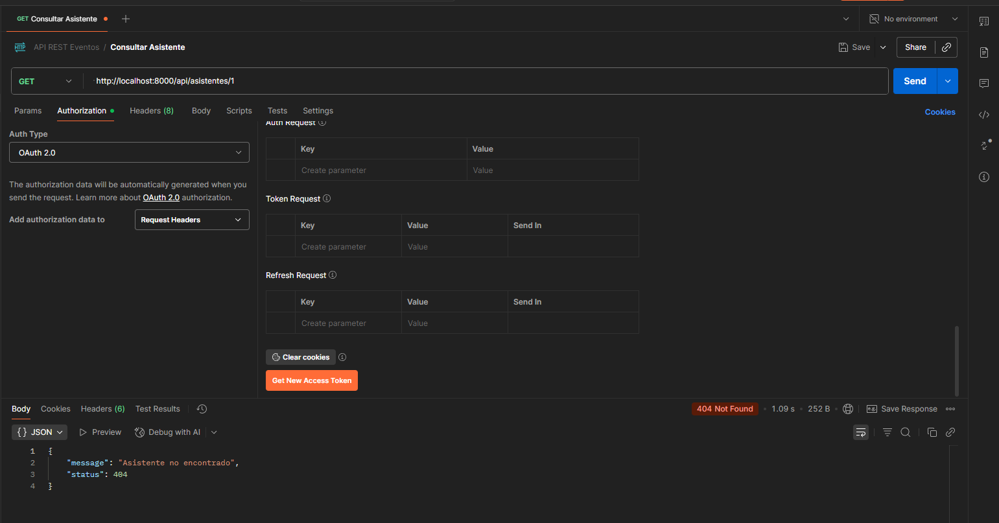 GET Consultar Asistente
No environment
HTTP API REST Eventos / Consultar Asistente
Save
Share
GET
http://localhost:8000/api/asistentes/1
Send
Params
Authorization
Headers (8)
Body
Scripts
Tests
Settings
Cookies
Auth Type
OAuth 2.0
The authorization data will be automatically generated when you
send the request. Learn more about OAuth 2.0 authorization.
Add authorization data to
Request Headers
Auth Request
Key Value
Create parameter Value
Token Request
Key Value Send In
Create parameter Value
Refresh Request
Key Value Send In
Create parameter Value
Clear cookies
Get New Access Token
Body Cookies Headers (6) Test Results
404 Not Found • 1.09 s • 252 B • e.g. Save Response
{} JSON Preview Debug with AI
1 {
2 "message": "Asistente no encontrado",
3 "status": 404
4 }